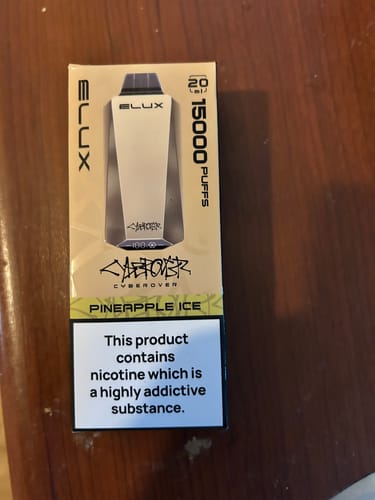 ELUX
20
ml
15000 PUFFS
ELUX
CYBEROVER
CYBEROVER
PINEAPPLE ICE
This product
contains
nicotine which is
a highly addictive
substance.